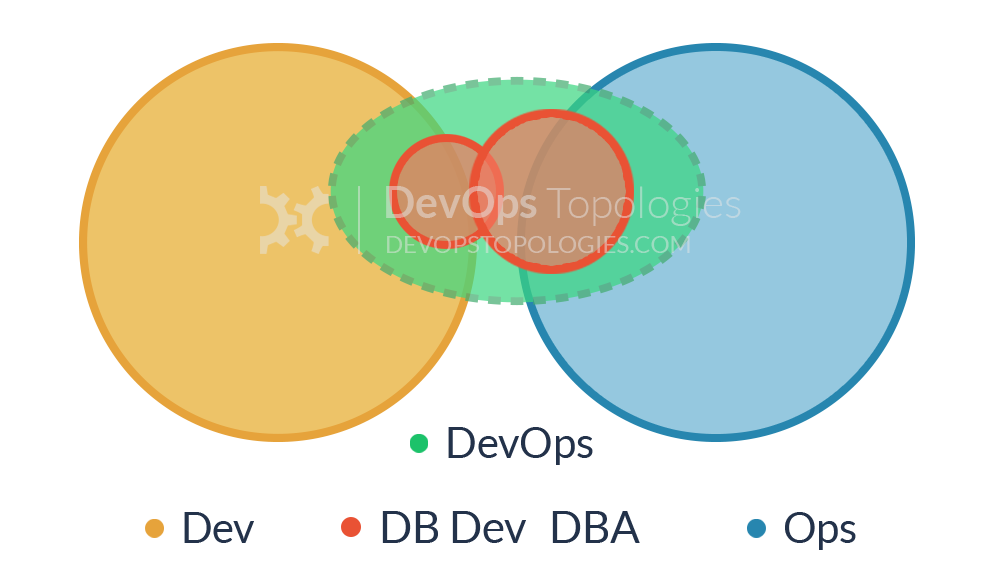 DevOps Topologies
DEVOPSTOPOLOGIES.COM
DevOps
Dev DB Dev DBA Ops